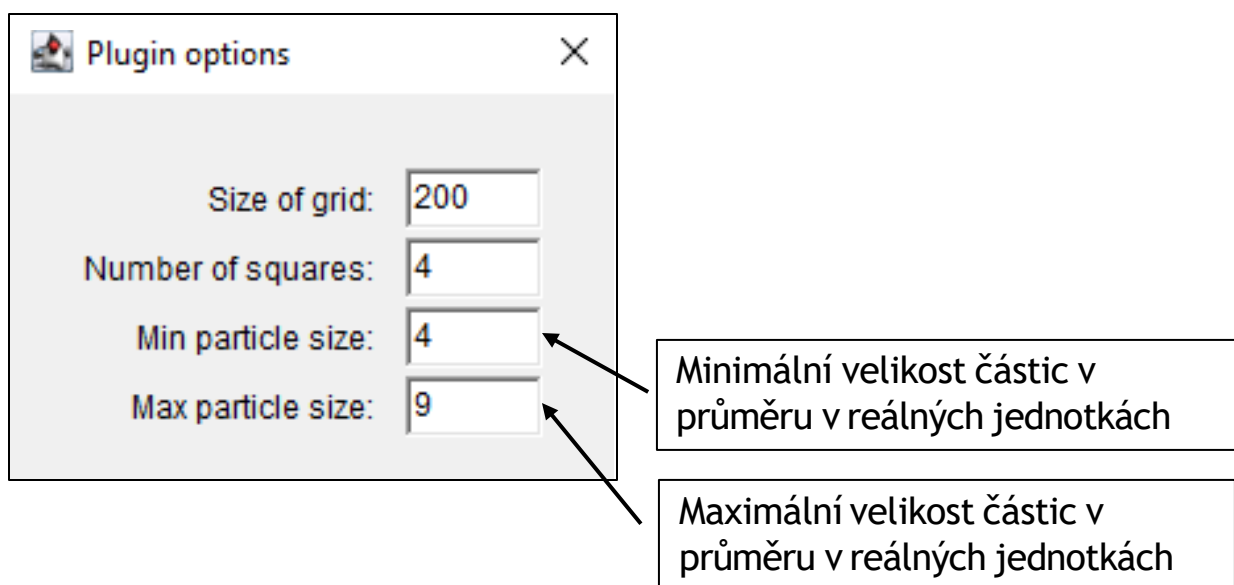 Plugin options
Size of grid: 200
Number of squares: 4
Min particle size: 4
Max particle size: 9
Minimální velikost částic v
průměru v reálných jednotkách
Maximální velikost částic v
průměru v reálných jednotkách